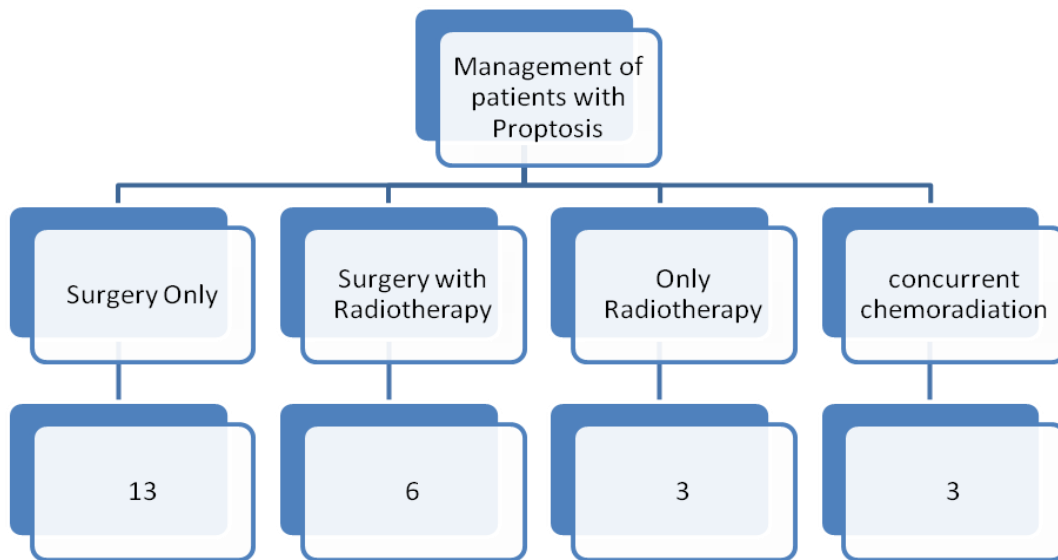 Management of
patients with
Proptosis
Surgery Only
Surgery with
Radiotherapy
Only
Radiotherapy
concurrent
chemoradiation
13
6
3
3